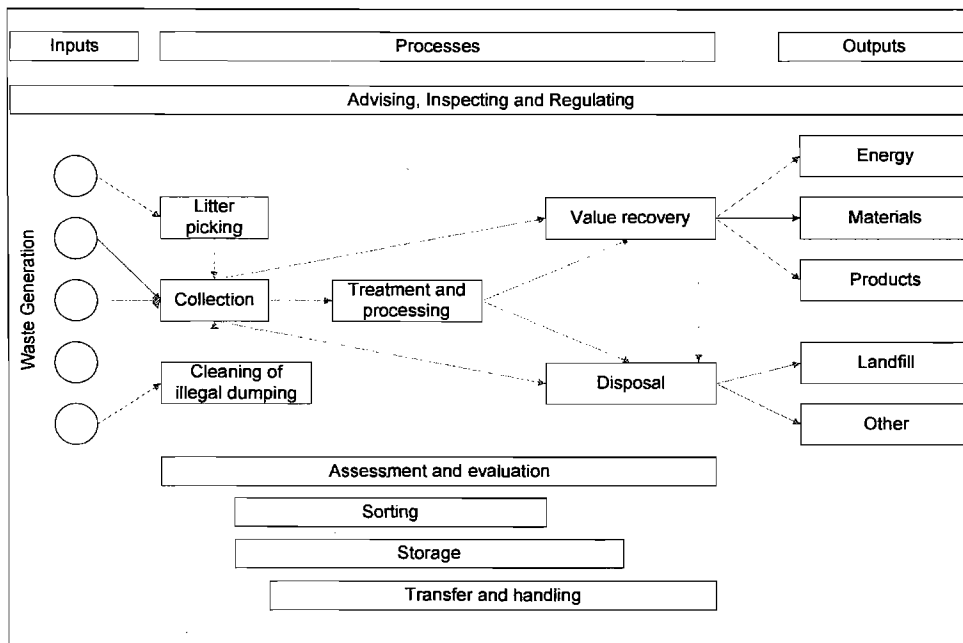 Inputs
Processes
Outputs
Advising, Inspecting and Regulating
Waste Generation
Litter
picking
Collection
Cleaning of
illegal dumping
Treatment and
processing
Value recovery
Disposal
Energy
Materials
Products
Landfill
Other
Assessment and evaluation
Sorting
Storage
Transfer and handling